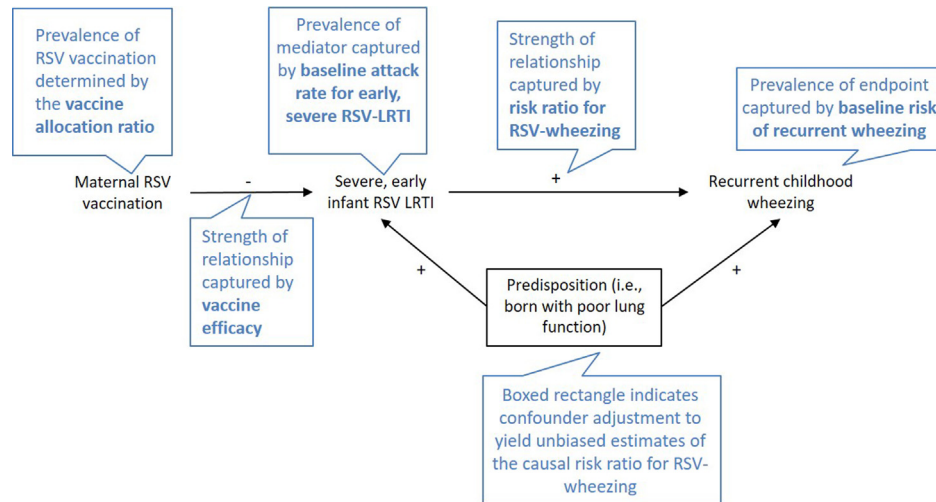 Prevalence of
RSV vaccination
determined by
the vaccine
allocation ratio
Prevalence of
mediator captured
by baseline attack
rate for early,
severe RSV-LRTI
Strength of
relationship
captured by
risk ratio for
RSV-wheezing
Prevalence of endpoint
captured by baseline risk
of recurrent wheezing
Maternal RSV
vaccination
-
Severe, early
infant RSV LRTI
+
Recurrent childhood
wheezing
Strength of
relationship
captured by
vaccine
efficacy
+
Predisposition (i.e.,
born with poor lung
function)
+
Boxed rectangle indicates
confounder adjustment to
yield unbiased estimates of
the causal risk ratio for RSV-
wheezing